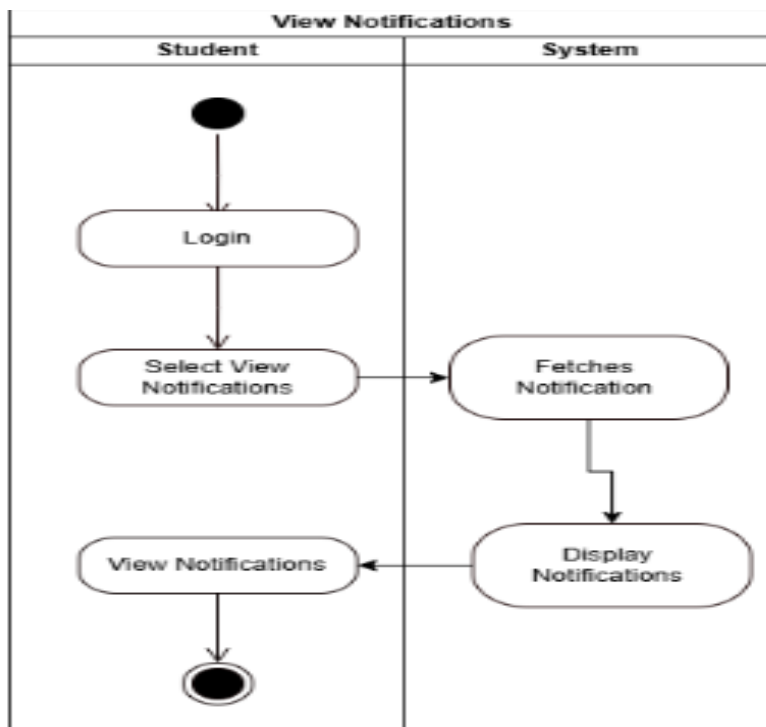 View Notifications
Student
System
Login
Select View
Notifications
Fetches
Notification
Display
Notifications
View Notifications